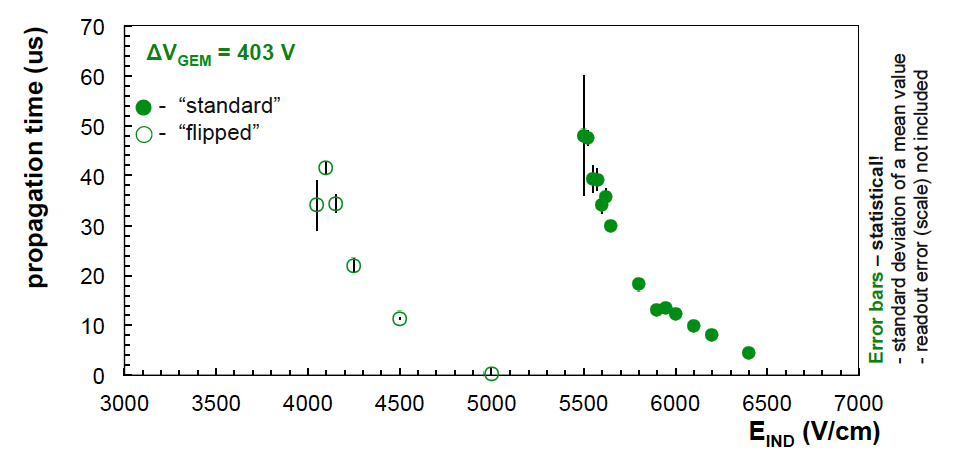 70
60
50
40
30
20
10
0
propagation time (us)
ΔVGEM = 403 V
- "standard"
- "flipped"
3000 3500 4000 4500 5000 5500 6000 6500 7000
EIND (V/cm)
Error bars – statistical!
- standard deviation of a mean value
- readout error (scale) not included